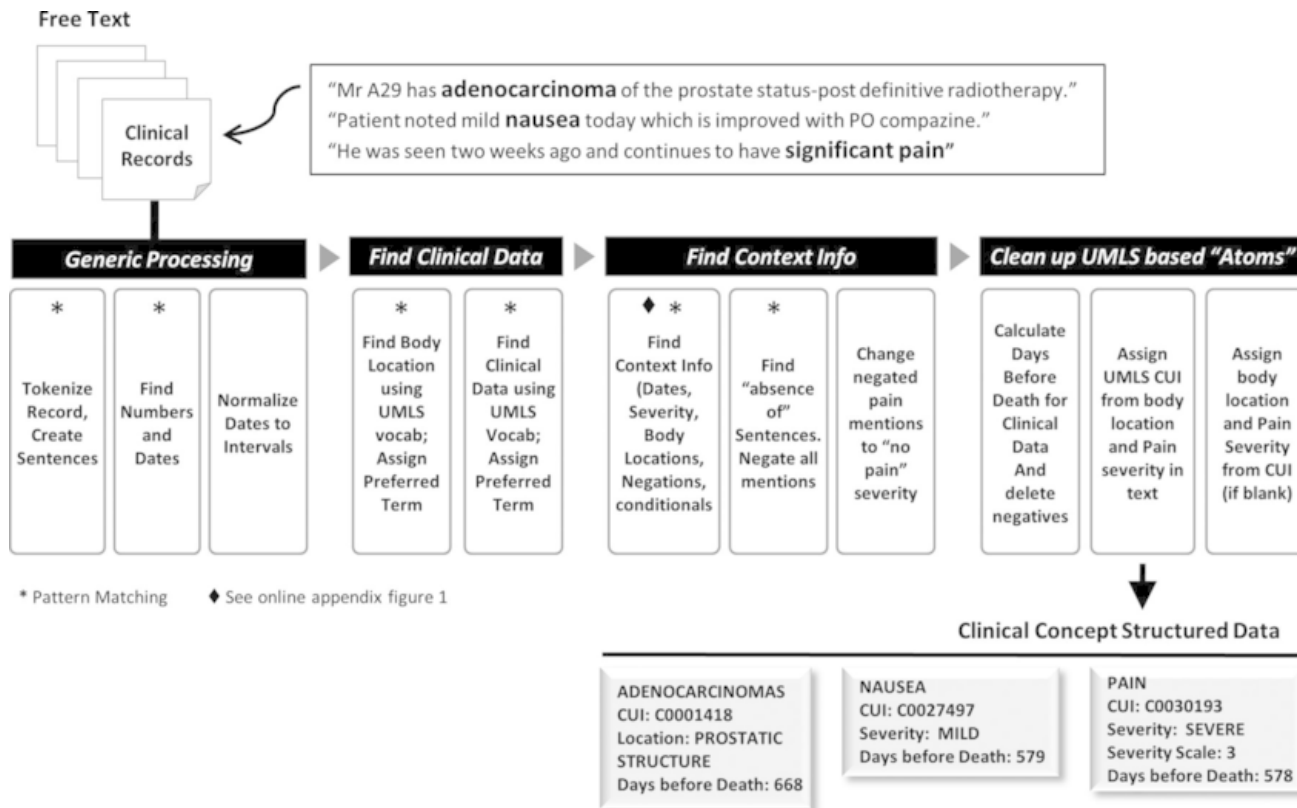 Free Text
Clinical
Records
“Mr A29 has adenocarcinoma of the prostate status-post definitive radiotherapy.”
“Patient noted mild nausea today which is improved with PO compazine.”
“He was seen two weeks ago and continues to have significant pain”
Generic Processing
*
Tokenize
Record,
Create
Sentences
*
Find
Numbers
and
Dates
Normalize
Dates to
Intervals
Find Clinical Data
*
Find Body
Location
using
UMLS
vocab;
Assign
Preferred
Term
*
Find
Clinical
Data using
UMLS
Vocab;
Assign
Preferred
Term
Find Context Info
♦ *
Find
Context Info
(Dates,
Severity,
Body
Locations,
Negations,
conditionals
*
Find
“absence
of”
Sentences.
Negate all
mentions
Change
negated
pain
mentions
to “no
pain”
severity
Clean up UMLS based “Atoms”
Calculate
Days
Before
Death for
Clinical
Data
And
delete
negatives
Assign
UMLS CUI
from body
location
and Pain
severity in
text
Assign
body
location
and Pain
Severity
from CUI
(if blank)
* Pattern Matching
♦ See online appendix figure 1
Clinical Concept Structured Data
ADENOCARCINOMAS
CUI: C0001418
Location: PROSTATIC
STRUCTURE
Days before Death: 668
NAUSEA
CUI: C0027497
Severity: MILD
Days before Death: 579
PAIN
CUI: C0030193
Severity: SEVERE
Severity Scale: 3
Days before Death: 578